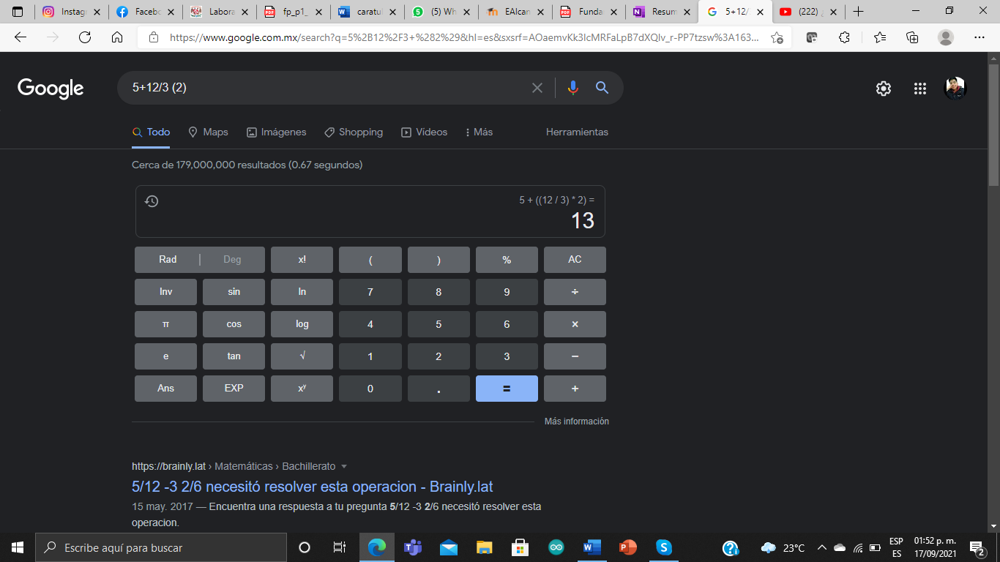 Instagr
Facebo
Labora
fp_p1_
caratul
(5) Wh
EAlcan
Funda
Resum
5+12/
(222)
https://www.google.com.mx/search?q=5%2B12%2F3+%282%29&hl=es&sxsrf=AOaemvKk3IcMRFaLpB7dXQlv_r-PP7tzsw%3A163...
Google
5+12/3 (2)
Todo Maps Imágenes Shopping Vídeos Más Herramientas
Cerca de 179,000,000 resultados (0.67 segundos)
5 + ((12 / 3) * 2) =
13
Rad | Deg x! ( ) % AC
Inv sin ln 7 8 9 ÷
π cos log 4 5 6 ×
e tan √ 1 2 3 −
Ans EXP xʸ 0 . = +
Más información
https://brainly.lat › Matemáticas › Bachillerato
5/12 -3 2/6 necesitó resolver esta operacion - Brainly.lat
15 may. 2017 — Encuentra una respuesta a tu pregunta 5/12 -3 2/6 necesitó resolver esta
operacion.
Escribe aquí para buscar
23°C
ESP
ES
01:52 p. m.
17/09/2021
2